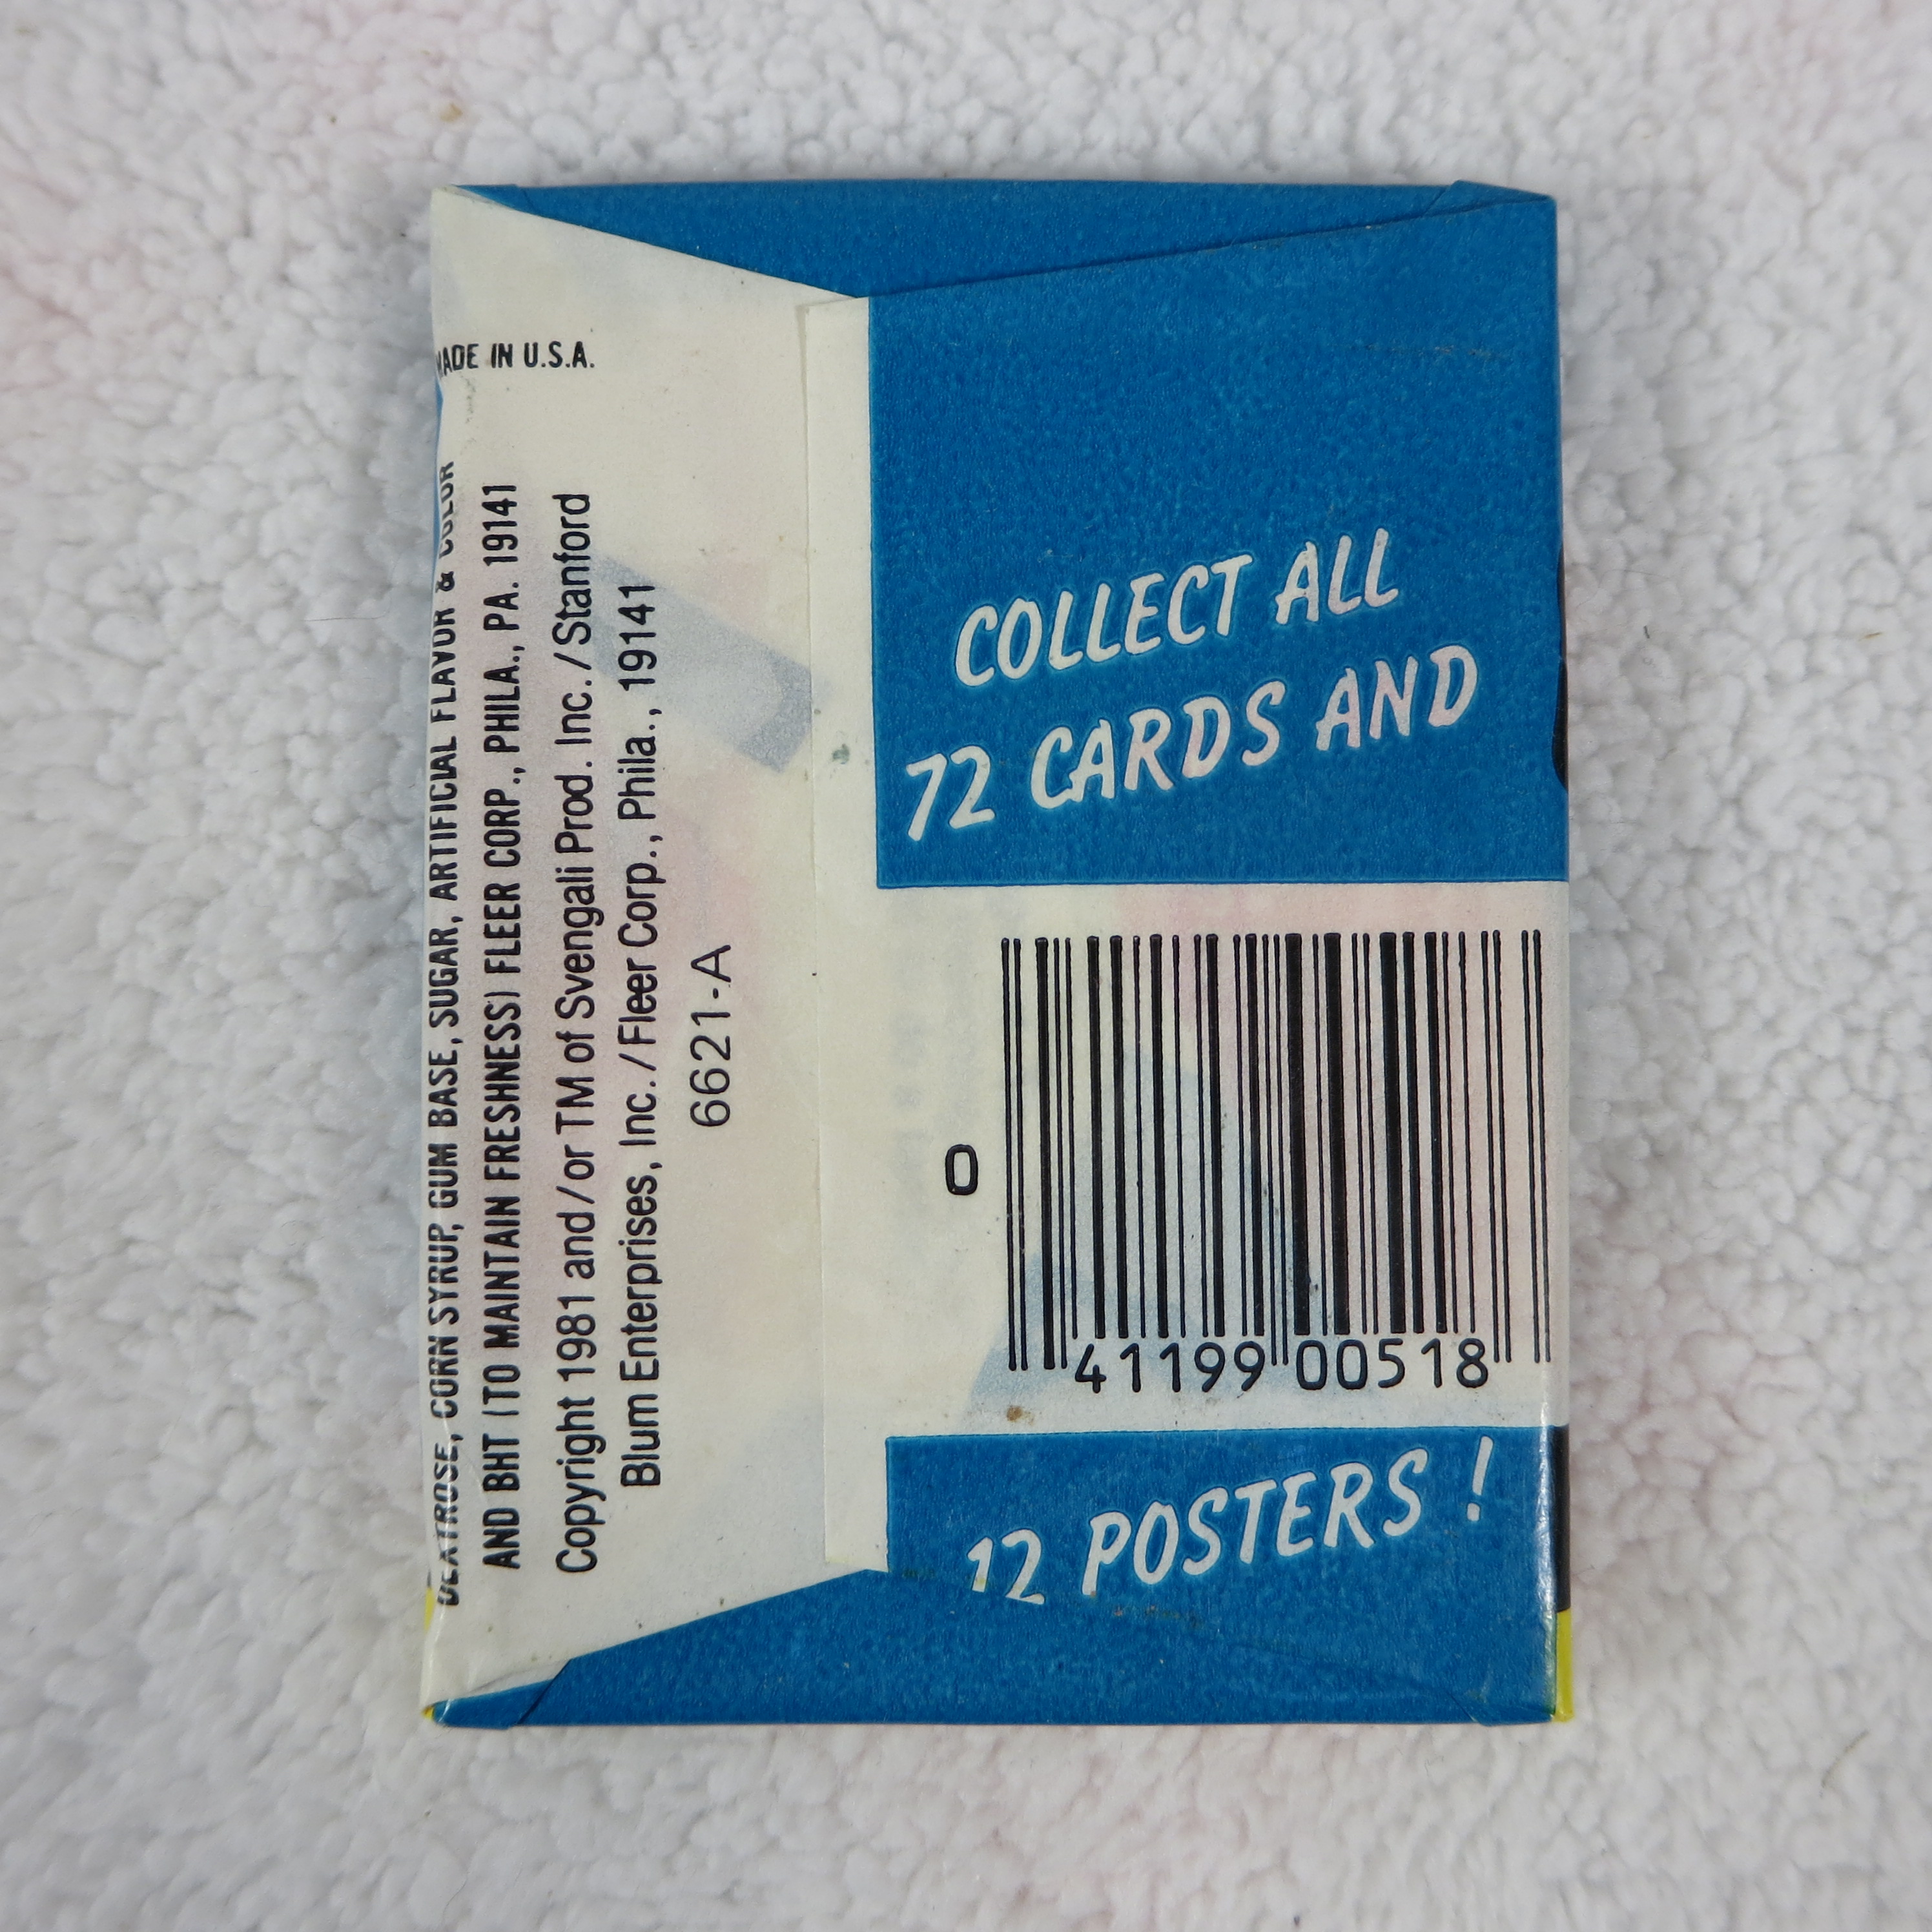 MADE IN U.S.A.
DEXTROSE, CORN SYRUP, GUM BASE, SUGAR, ARTIFICIAL FLAVOR & COLOR
AND BHT (TO MAINTAIN FRESHNESS) FLEER CORP., PHILA., PA. 19141
Copyright 1981 and/or TM of Svengali Prod. Inc./Stanford
Blum Enterprises, Inc./Fleer Corp., Phila., 19141
6621-A
COLLECT ALL
72 CARDS AND
0
41199 00518
12 POSTERS !